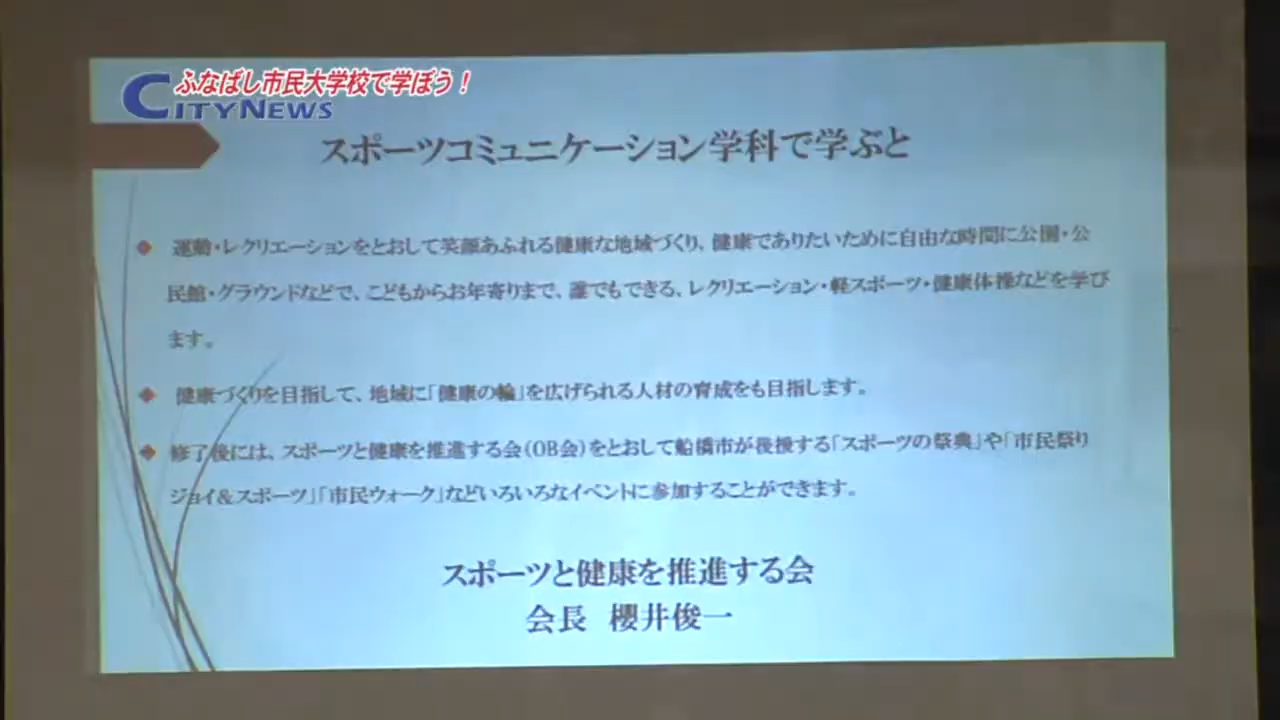 ふなばし市民大学校で学ぼう！
CITYNEWS
スポーツコミュニケーション学科で学ぶと
運動・レクリエーションをとおして笑顔あふれる健康な地域づくり、健康でありたいために自由な時間に公園・公
民館・グラウンドなどで、こどもからお年寄りまで、誰でもできる、レクリエーション・軽スポーツ・健康体操などを学び
ます。
健康づくりを目指して、地域に「健康の輪」を広げられる人材の育成をも目指します。
修了後には、スポーツと健康を推進する会（OB会）をとおして船橋市が後援する「スポーツの祭典」や「市民祭り
ジョイ＆スポーツ」「市民ウォーク」などいろいろなイベントに参加することができます。
スポーツと健康を推進する会
会長　櫻井俊一